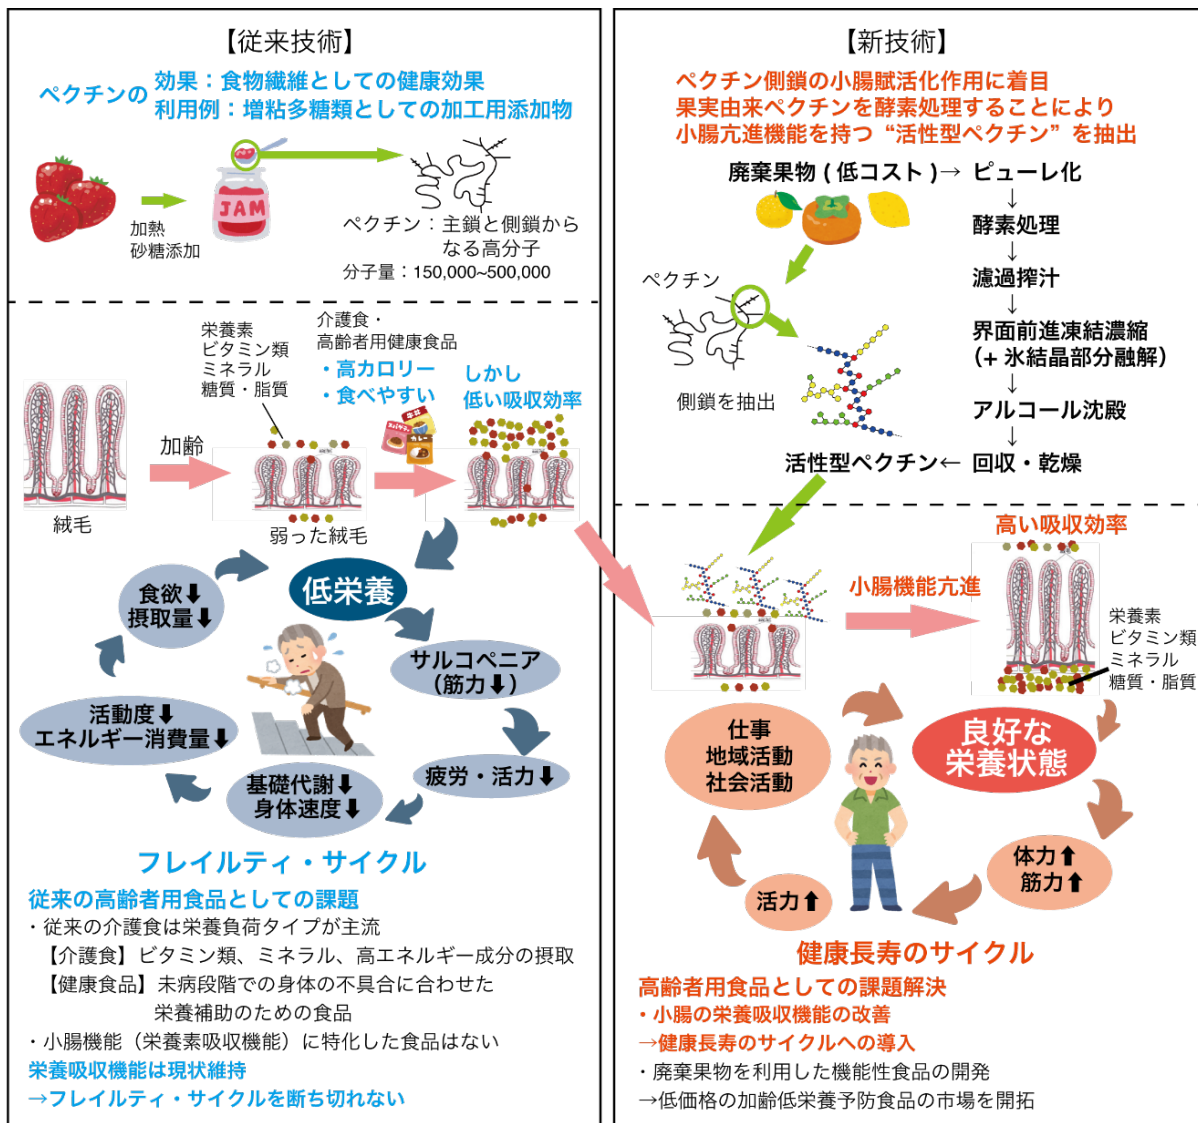 【従来技術】
ペクチンの
効果：食物繊維としての健康効果
利用例：増粘多糖類としての加工用添加物
JAM
加熱
砂糖添加
ペクチン：主鎖と側鎖から
なる高分子
分子量：150,000~500,000
栄養素
ビタミン類
ミネラル
糖質・脂質
介護食・
高齢者用健康食品
・高カロリー
・食べやすい
しかし
低い吸収効率
加齢
カレー
絨毛
弱った絨毛
低栄養
食欲⬇
摂取量⬇
サルコペニア
（筋力⬇）
活動度⬇
エネルギー消費量⬇
疲労・活力⬇
基礎代謝⬇
身体速度⬇
フレイルティ・サイクル
従来の高齢者用食品としての課題
・従来の介護食は栄養負荷タイプが主流
【介護食】ビタミン類、ミネラル、高エネルギー成分の摂取
【健康食品】未病段階での身体の不具合に合わせた
栄養補助のための食品
・小腸機能（栄養素吸収機能）に特化した食品はない
栄養吸収機能は現状維持
→フレイルティ・サイクルを断ち切れない
【新技術】
ペクチン側鎖の小腸賦活化作用に着目
果実由来ペクチンを酵素処理することにより
小腸亢進機能を持つ“活性型ペクチン”を抽出
廃棄果物 ( 低コスト )→ ピューレ化
↓
酵素処理
↓
濾過搾汁
↓
界面前進凍結濃縮
(+ 氷結晶部分融解)
↓
アルコール沈殿
↓
活性型ペクチン← 回収・乾燥
ペクチン
側鎖を抽出
高い吸収効率
小腸機能亢進
栄養素
ビタミン類
ミネラル
糖質・脂質
仕事
地域活動
社会活動
良好な
栄養状態
体力⬆
筋力⬆
活力⬆
健康長寿のサイクル
高齢者用食品としての課題解決
・小腸の栄養吸収機能の改善
→健康長寿のサイクルへの導入
・廃棄果物を利用した機能性食品の開発
→低価格の加齢低栄養予防食品の市場を開拓